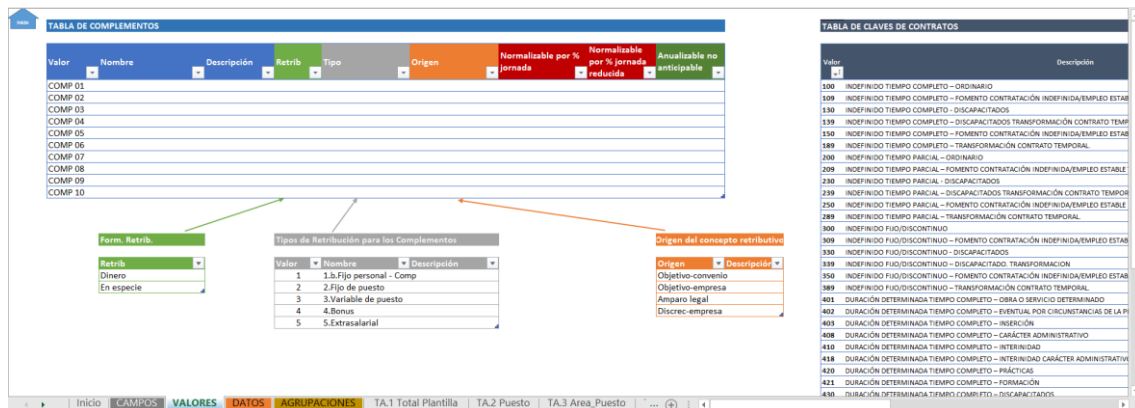 Inicio
TABLA DE COMPLEMENTOS
Valor Nombre Descripción Retrib Tipo Origen Normalizable por % jornada Normalizable por % jornada reducida Anualizable no anticipable
COMP 01
COMP 02
COMP 03
COMP 04
COMP 05
COMP 06
COMP 07
COMP 08
COMP 09
COMP 10
Form. Retrib.
Retrib
Dinero
En especie
Tipos de Retribución para los Complementos
Valor Nombre Descripción
1 1.b.Fijo personal - Comp
2 2.Fijo de puesto
3 3.Variable de puesto
4 4.Bonus
5 5.Extrasalarial
Origen del concepto retributivo
Origen Descripción
Objetivo-convenio
Objetivo-empresa
Amparo legal
Discrec-empresa
TABLA DE CLAVES DE CONTRATOS
Valor Descripción
100 INDEFINIDO TIEMPO COMPLETO – ORDINARIO
109 INDEFINIDO TIEMPO COMPLETO – FOMENTO CONTRATACIÓN INDEFINIDA/EMPLEO ESTAB
130 INDEFINIDO TIEMPO COMPLETO - DISCAPACITADOS
139 INDEFINIDO TIEMPO COMPLETO – DISCAPACITADOS TRANSFORMACIÓN CONTRATO TEMP
150 INDEFINIDO TIEMPO COMPLETO – FOMENTO CONTRATACIÓN INDEFINIDA/EMPLEO ESTAB
189 INDEFINIDO TIEMPO COMPLETO – TRANSFORMACIÓN CONTRATO TEMPORAL.
200 INDEFINIDO TIEMPO PARCIAL – ORDINARIO
209 INDEFINIDO TIEMPO PARCIAL – FOMENTO CONTRATACIÓN INDEFINIDA/EMPLEO ESTABLE
230 INDEFINIDO TIEMPO PARCIAL - DISCAPACITADOS
239 INDEFINIDO TIEMPO PARCIAL – DISCAPACITADOS TRANSFORMACIÓN CONTRATO TEMPOR
250 INDEFINIDO TIEMPO PARCIAL – FOMENTO CONTRATACIÓN INDEFINIDA/EMPLEO ESTABLE
289 INDEFINIDO TIEMPO PARCIAL – TRANSFORMACIÓN CONTRATO TEMPORAL.
300 INDEFINIDO FIJO/DISCONTINUO
309 INDEFINIDO FIJO/DISCONTINUO – FOMENTO CONTRATACIÓN INDEFINIDA/EMPLEO ESTAB
330 INDEFINIDO FIJO/DISCONTINUO - DISCAPACITADOS
339 INDEFINIDO FIJO/DISCONTINUO – DISCAPACITADO. TRANSFORMACION
350 INDEFINIDO FIJO/DISCONTINUO – FOMENTO CONTRATACIÓN INDEFINIDA/EMPLEO ESTAB
389 INDEFINIDO FIJO/DISCONTINUO – TRANSFORMACIÓN CONTRATO TEMPORAL.
401 DURACIÓN DETERMINADA TIEMPO COMPLETO – OBRA O SERVICIO DETERMINADO
402 DURACIÓN DETERMINADA TIEMPO COMPLETO – EVENTUAL POR CIRCUNSTANCIAS DE LA P
403 DURACIÓN DETERMINADA TIEMPO COMPLETO – INSERCIÓN
408 DURACIÓN DETERMINADA TIEMPO COMPLETO – CARÁCTER ADMINISTRATIVO
410 DURACIÓN DETERMINADA TIEMPO COMPLETO – INTERINIDAD
418 DURACIÓN DETERMINADA TIEMPO COMPLETO – INTERINIDAD CARÁCTER ADMINISTRATIV
420 DURACIÓN DETERMINADA TIEMPO COMPLETO – PRÁCTICAS
421 DURACIÓN DETERMINADA TIEMPO COMPLETO – FORMACIÓN
430 DURACIÓN DETERMINADA TIEMPO COMPLETO – DISCAPACITADOS
Inicio CAMPOS VALORES DATOS AGRUPACIONES TA.1 Total Plantilla TA.2 Puesto TA.3 Area_Puesto ...